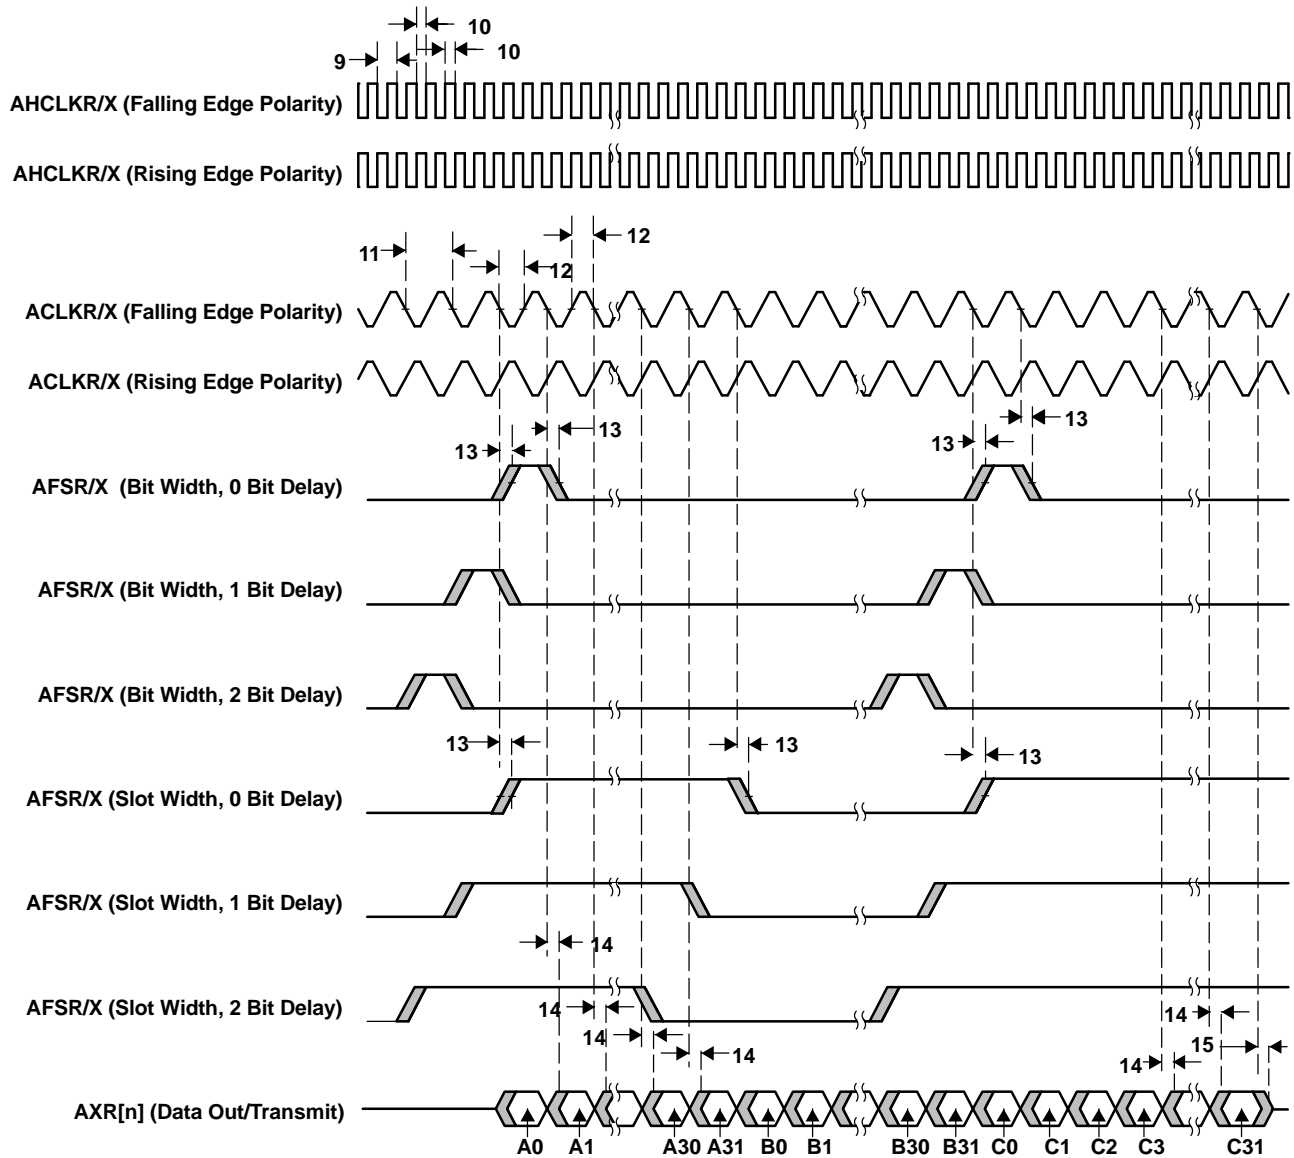 10
10
9
AHCLKR/X (Falling Edge Polarity)
AHCLKR/X (Rising Edge Polarity)
12
11
12
ACLKR/X (Falling Edge Polarity)
ACLKR/X (Rising Edge Polarity)
13
13
13
13
AFSR/X (Bit Width, 0 Bit Delay)
AFSR/X (Bit Width, 1 Bit Delay)
AFSR/X (Bit Width, 2 Bit Delay)
13
13
13
AFSR/X (Slot Width, 0 Bit Delay)
AFSR/X (Slot Width, 1 Bit Delay)
14
AFSR/X (Slot Width, 2 Bit Delay)
14
14
14
14
15
14
AXR[n] (Data Out/Transmit)
A0 A1 A30 A31 B0 B1 B30 B31 C0 C1 C2 C3 C31